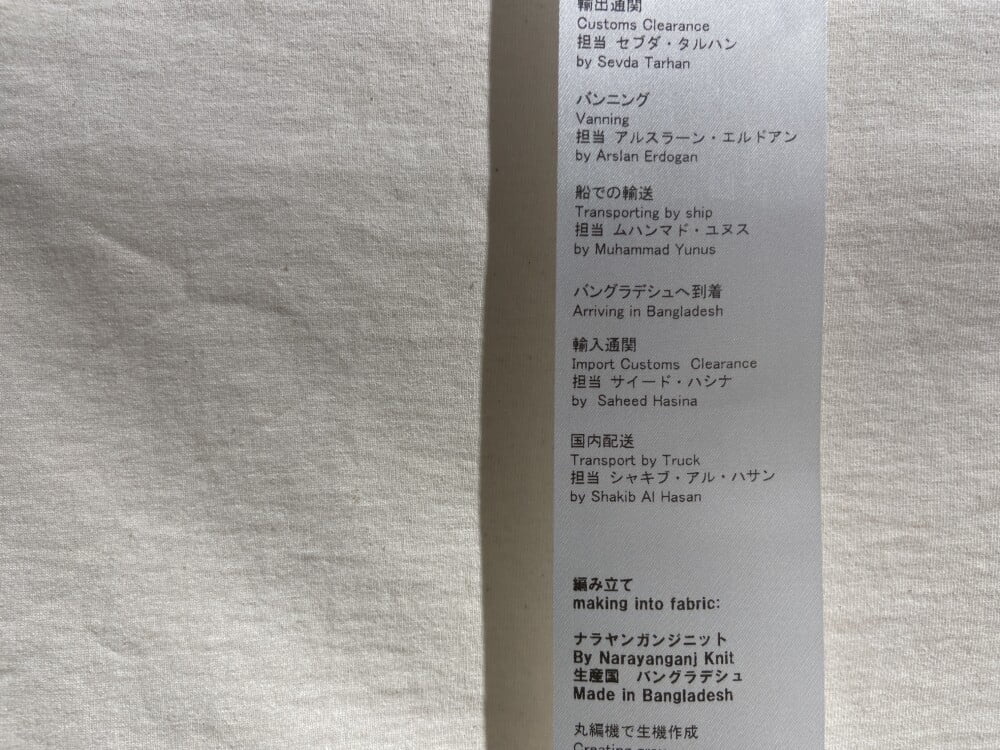 輸出通関
Customs Clearance
担当 セブダ・タルハン
by Sevda Tarhan
バンニング
Vanning
担当 アルスラーン・エルドアン
by Arslan Erdogan
船での輸送
Transporting by ship
担当 ムハンマド・ユヌス
by Muhammad Yunus
バングラデシュへ到着
Arriving in Bangladesh
輸入通関
Import Customs Clearance
担当 サイード・ハシナ
by Saheed Hasina
国内配送
Transport by Truck
担当 シャキブ・アル・ハサン
by Shakib Al Hasan
編み立て
making into fabric:
ナラヤンガンジニット
By Narayanganj Knit
生産国 バングラデシュ
Made in Bangladesh
丸編機で生機作成
Creating